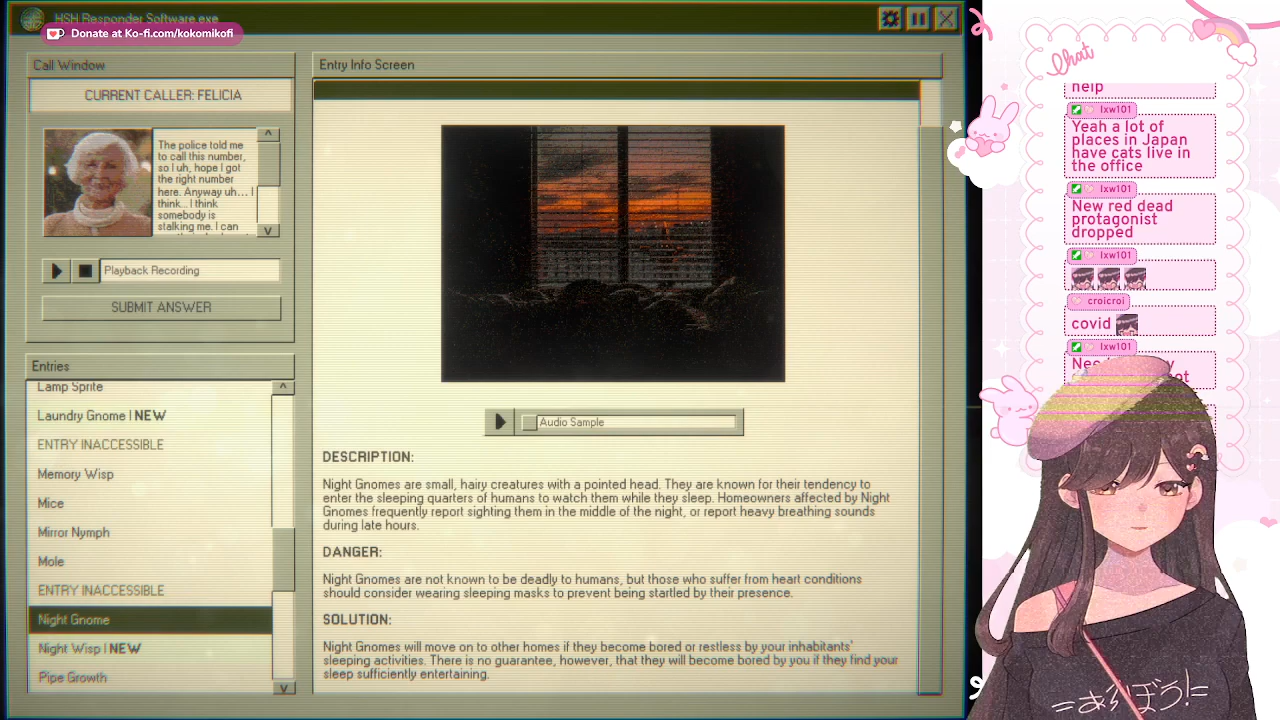 HSH Responder Software.exe
Donate at Ko-fi.com/kokomikofi
Call Window
CURRENT CALLER: FELICIA
The police told me
to call this number,
so I uh, hope I got
the right number
here. Anyway uh... I
think... I think
somebody is
stalking me. I can
Playback Recording
SUBMIT ANSWER
Entries
Lamp Sprite
Laundry Gnome | NEW
ENTRY INACCESSIBLE
Memory Wisp
Mice
Mirror Nymph
Mole
ENTRY INACCESSIBLE
Night Gnome
Night Wisp | NEW
Pipe Growth
Entry Info Screen
Audio Sample
DESCRIPTION:
Night Gnomes are small, hairy creatures with a pointed head. They are known for their tendency to
enter the sleeping quarters of humans to watch them while they sleep. Homeowners affected by Night
Gnomes frequently report sighting them in the middle of the night, or report heavy breathing sounds
during late hours.
DANGER:
Night Gnomes are not known to be deadly to humans, but those who suffer from heart conditions
should consider wearing sleeping masks to prevent being startled by their presence.
SOLUTION:
Night Gnomes will move on to other homes if they become bored or restless by your inhabitants'
sleeping activities. There is no guarantee, however, that they will become bored by you if they find your
sleep sufficiently entertaining.
Chat
help
lxw101
Yeah a lot of
places in Japan
have cats live in
the office
lxw101
New red dead
protagonist
dropped
lxw101
croicroi
covid
lxw101